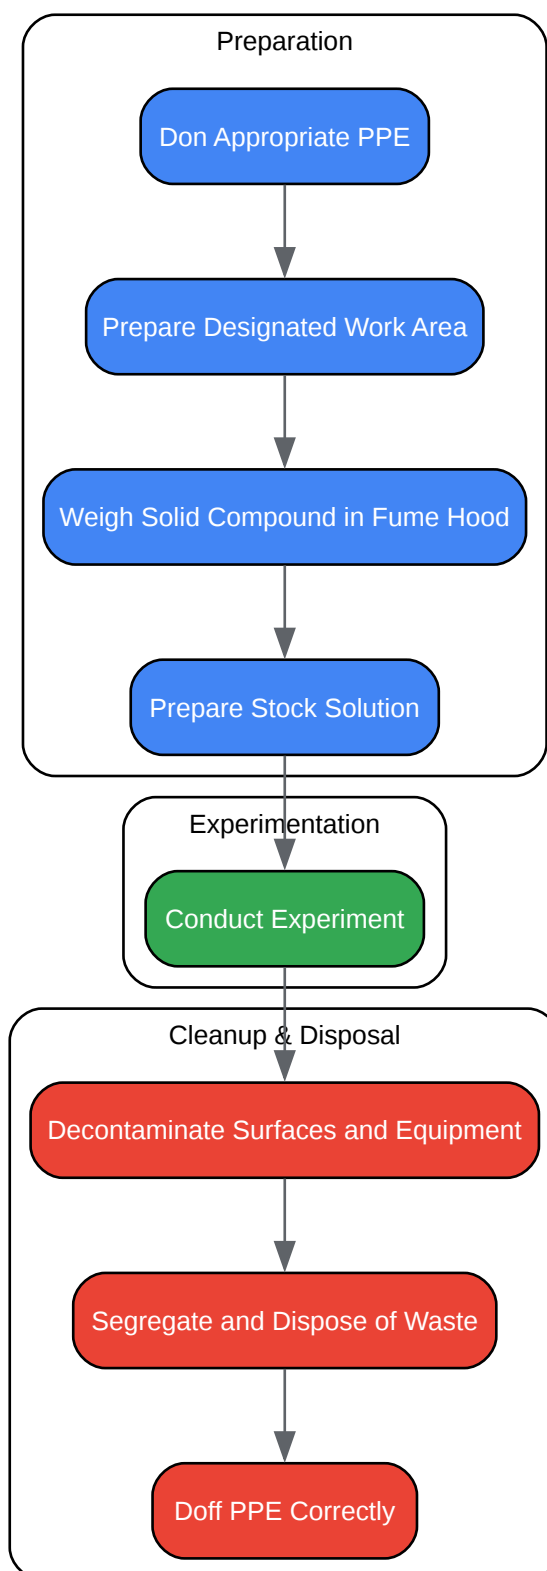 Preparation
Don Appropriate PPE
Prepare Designated Work Area
Weigh Solid Compound in Fume Hood
Prepare Stock Solution
Experimentation
Conduct Experiment
Cleanup & Disposal
Decontaminate Surfaces and Equipment
Segregate and Dispose of Waste
Doff PPE Correctly